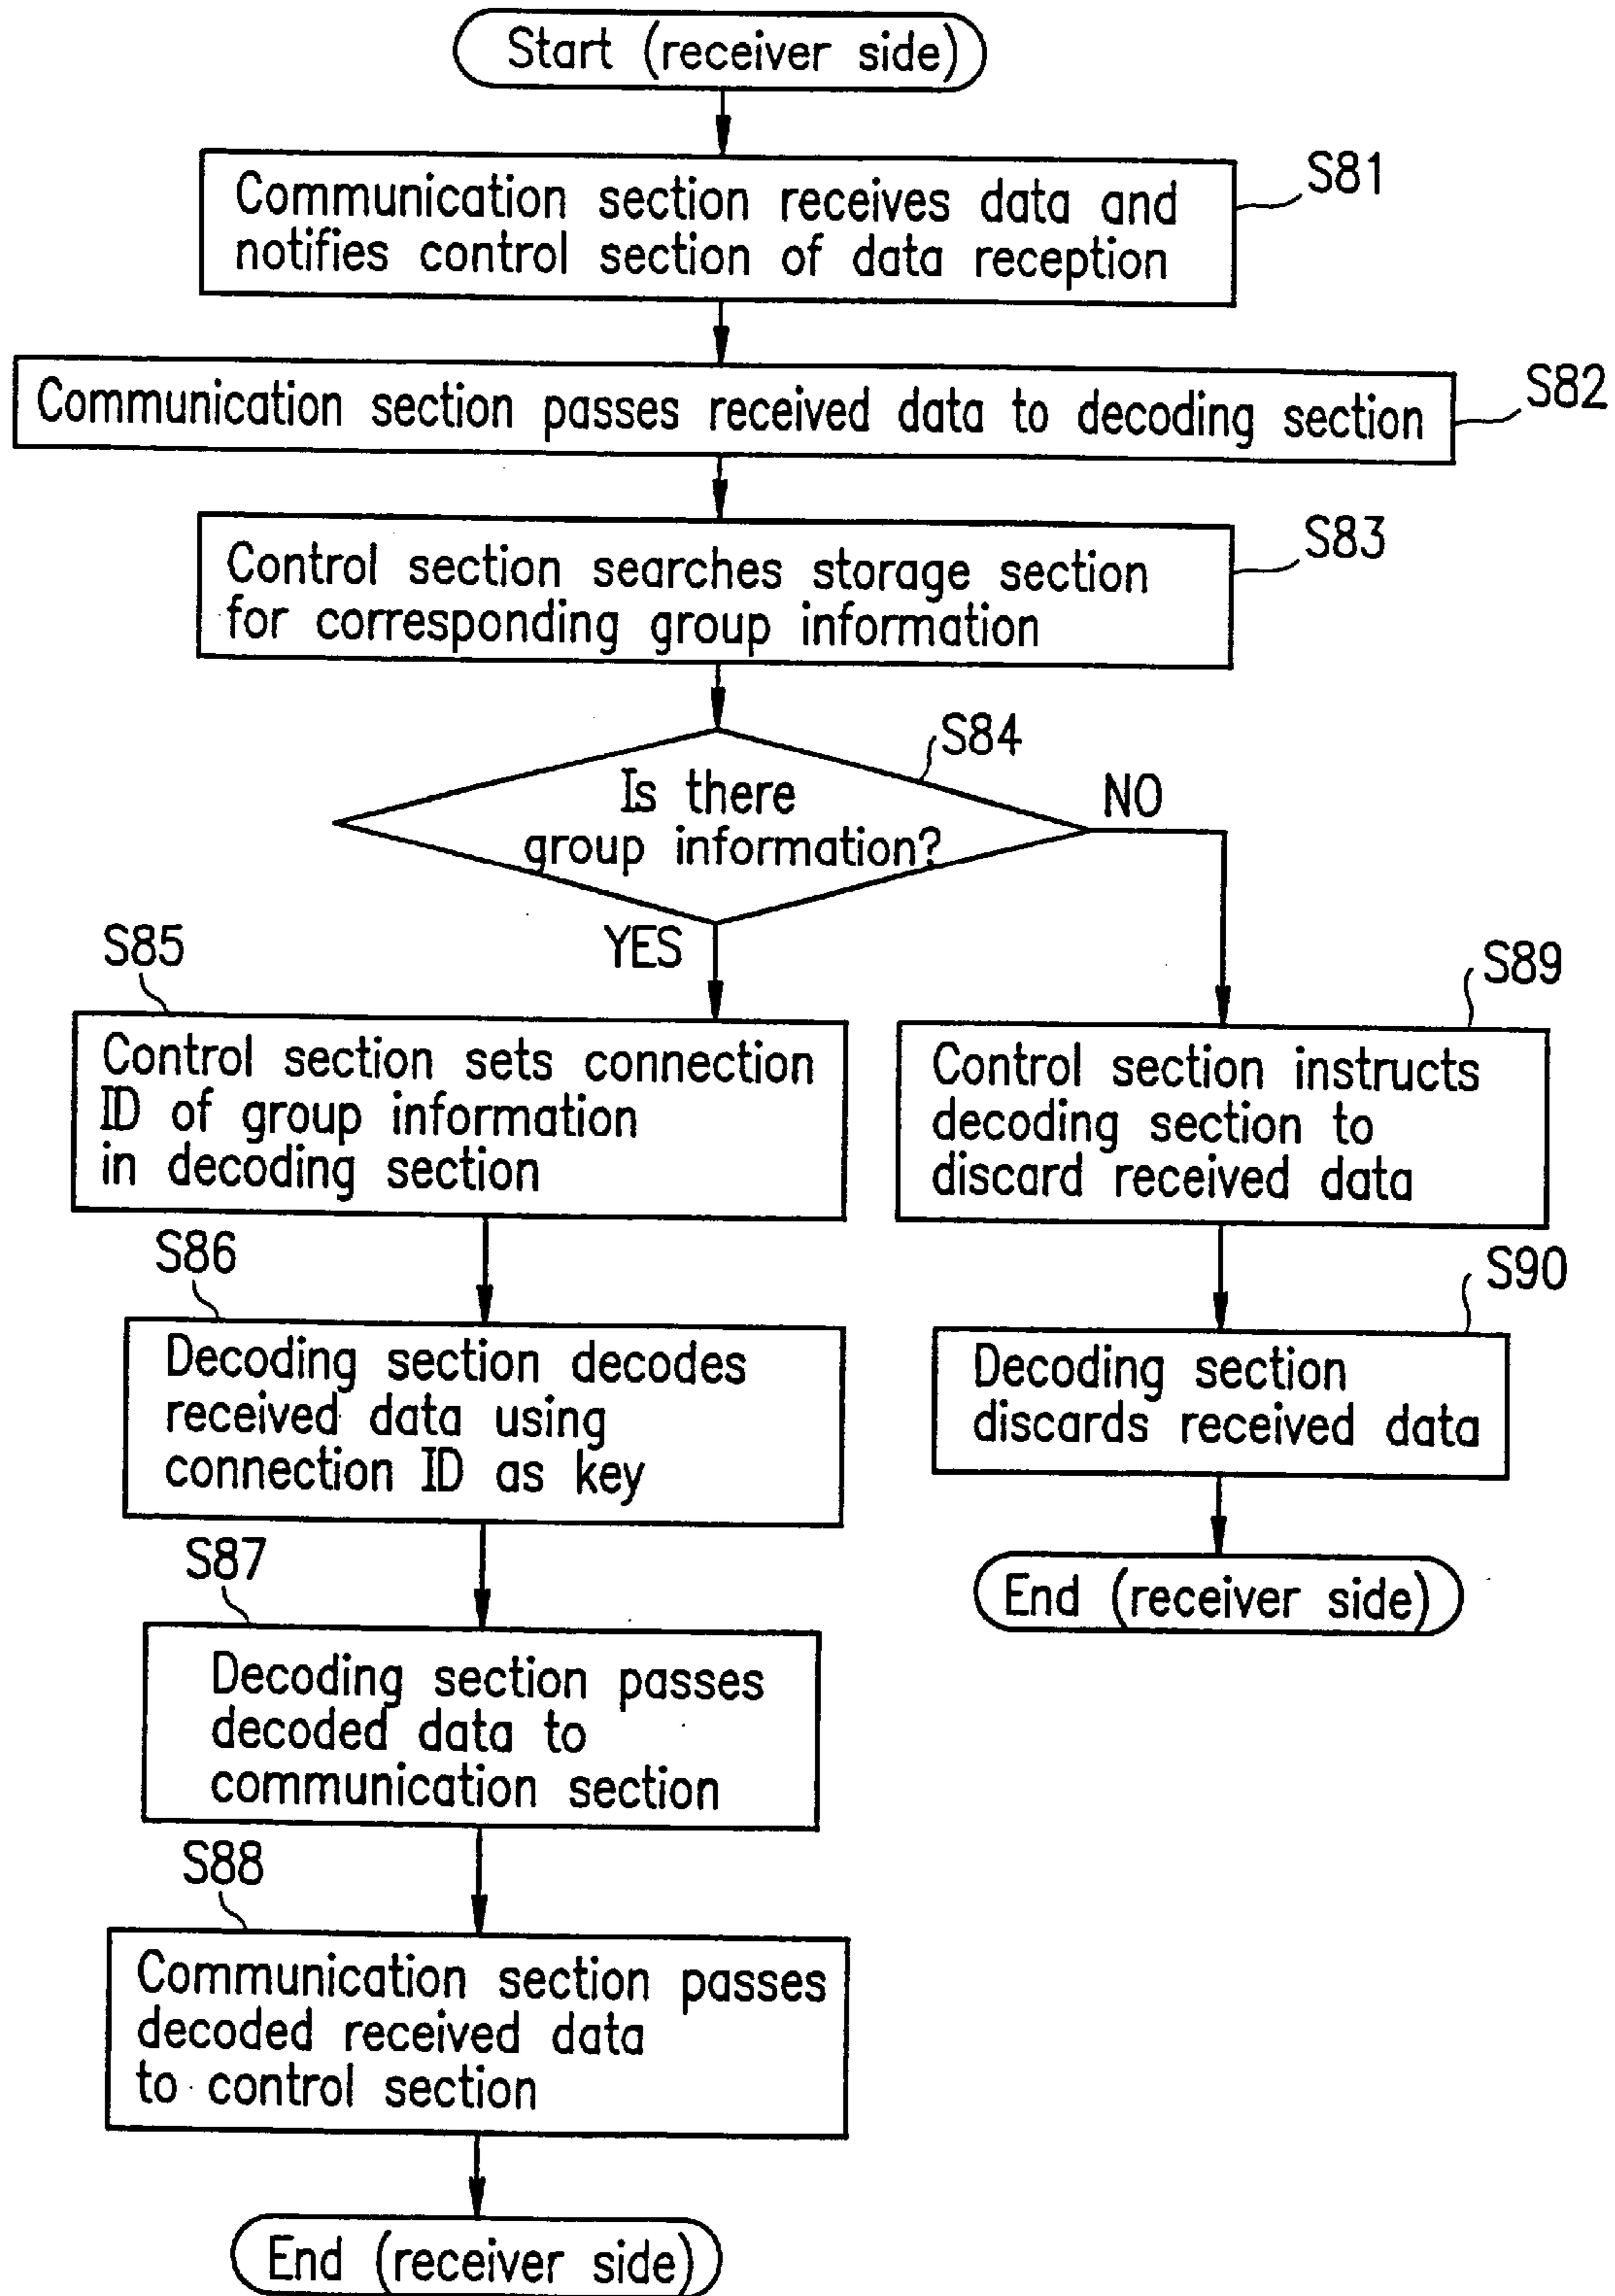 Start (receiver side)
S81
Communication section receives data and
notifies control section of data reception
S82
Communication section passes received data to decoding section
S83
Control section searches storage section
for corresponding group information
S84
Is there
group information?
NO
YES
S85
Control section sets connection
ID of group information
in decoding section
S89
Control section instructs
decoding section to
discard received data
S86
Decoding section decodes
received data using
connection ID as key
S90
Decoding section
discards received data
S87
Decoding section passes
decoded data to
communication section
End (receiver side)
S88
Communication section passes
decoded received data
to control section
End (receiver side)